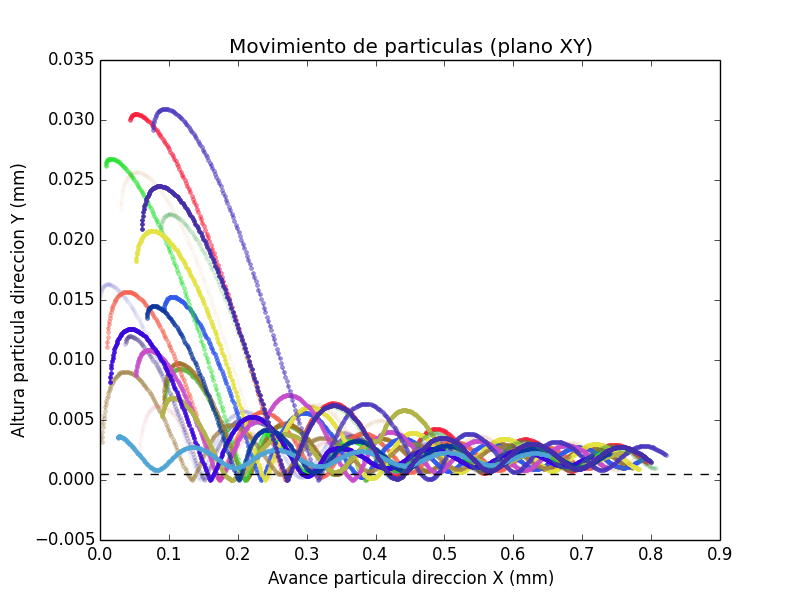 Movimiento de particulas (plano XY)
0.035
0.030
0.025
0.020
0.015
0.010
0.005
0.000
−0.005
Altura particula direccion Y (mm)
0.0 0.1 0.2 0.3 0.4 0.5 0.6 0.7 0.8 0.9
Avance particula direccion X (mm)